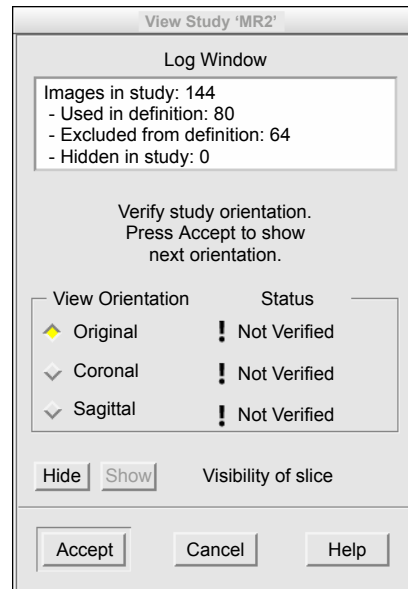 View Study ‘MR2’
Log Window
Images in study: 144
- Used in definition: 80
- Excluded from definition: 64
- Hidden in study: 0
Verify study orientation.
Press Accept to show
next orientation.
View Orientation Status
Original ! Not Verified
Coronal ! Not Verified
Sagittal ! Not Verified
Hide Show Visibility of slice
Accept Cancel Help